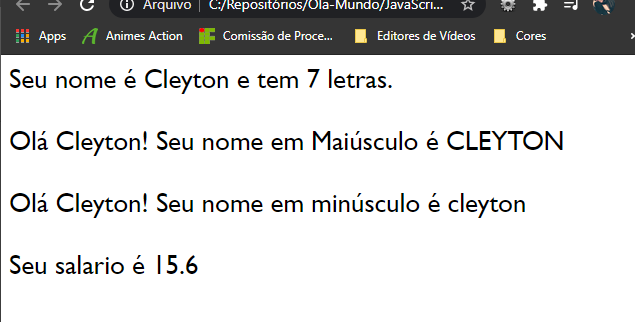 Arquivo C:/Repositórios/Ola-Mundo/JavaScri...
Apps Animes Action Comissão de Proce... Editores de Vídeos Cores
Seu nome é Cleyton e tem 7 letras.
Olá Cleyton! Seu nome em Maiúsculo é CLEYTON
Olá Cleyton! Seu nome em minúsculo é cleyton
Seu salario é 15.6